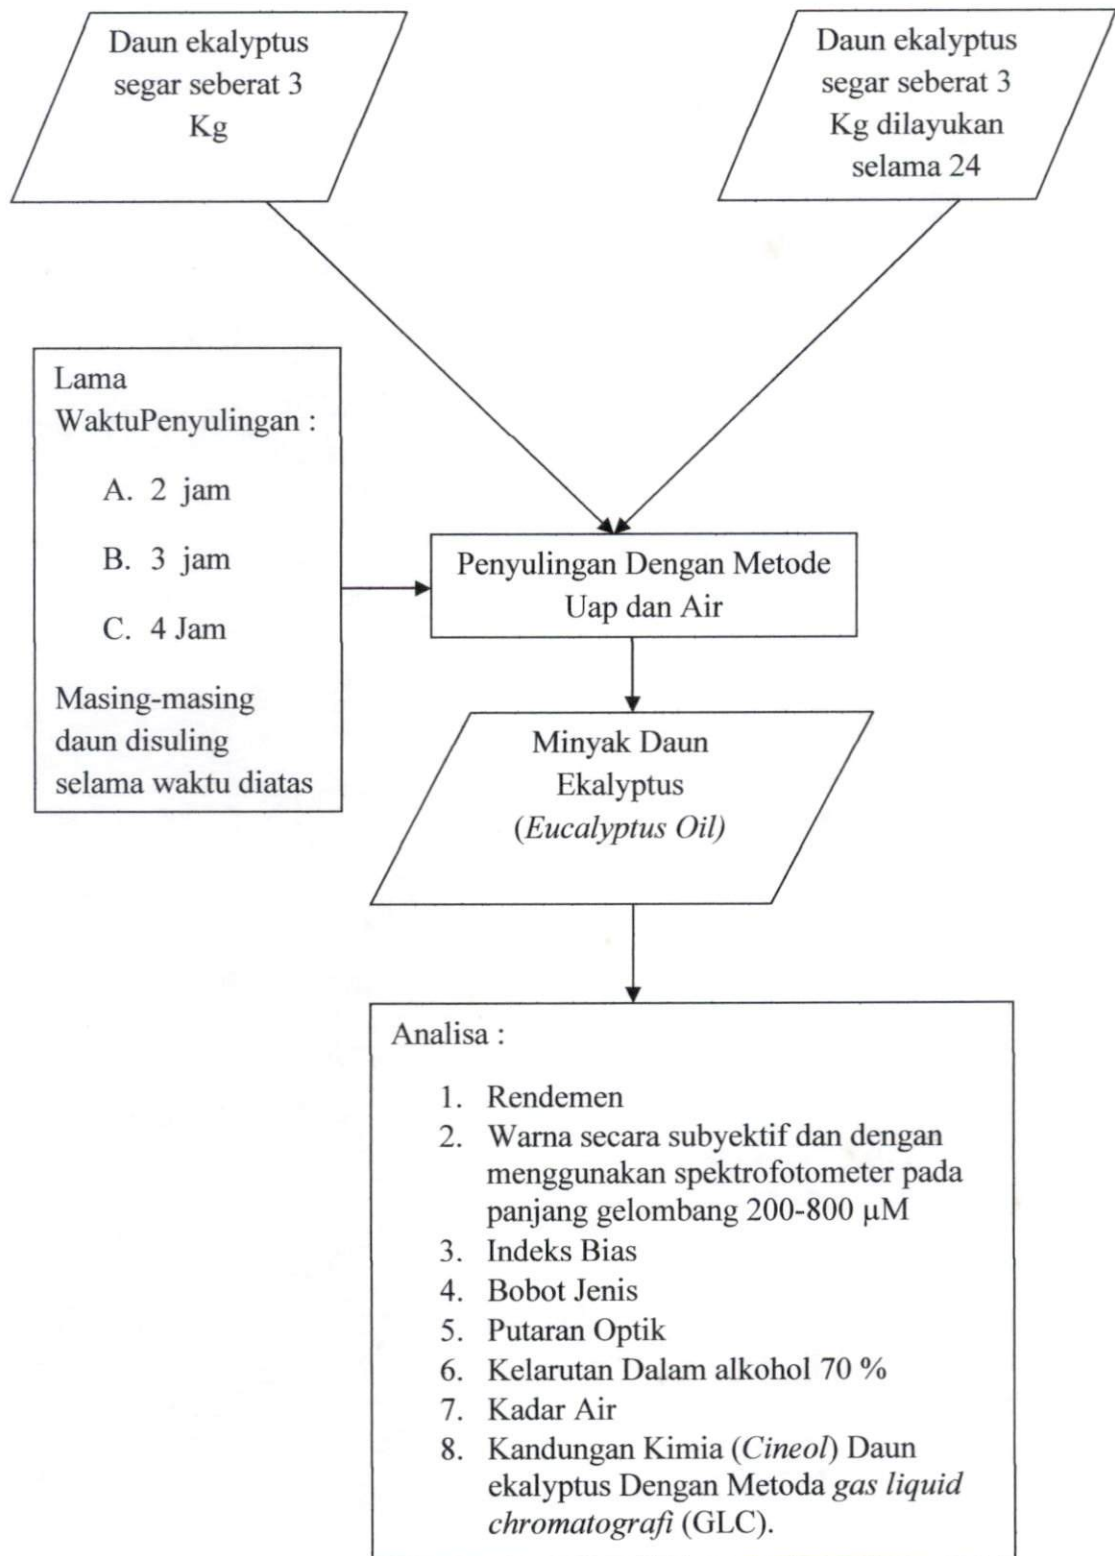 Daun ekalyptus
segar seberat 3
Kg
Daun ekalyptus
segar seberat 3
Kg dilayukan
selama 24
Lama
WaktuPenyulingan :
A. 2 jam
B. 3 jam
C. 4 Jam
Masing-masing
daun disuling
selama waktu diatas
Penyulingan Dengan Metode
Uap dan Air
Minyak Daun
Ekalyptus
(Eucalyptus Oil)
Analisa :
1. Rendemen
2. Warna secara subyektif dan dengan
menggunakan spektrofotometer pada
panjang gelombang 200-800 μM
3. Indeks Bias
4. Bobot Jenis
5. Putaran Optik
6. Kelarutan Dalam alkohol 70 %
7. Kadar Air
8. Kandungan Kimia (Cineol) Daun
ekalyptus Dengan Metoda gas liquid
chromatografi (GLC).